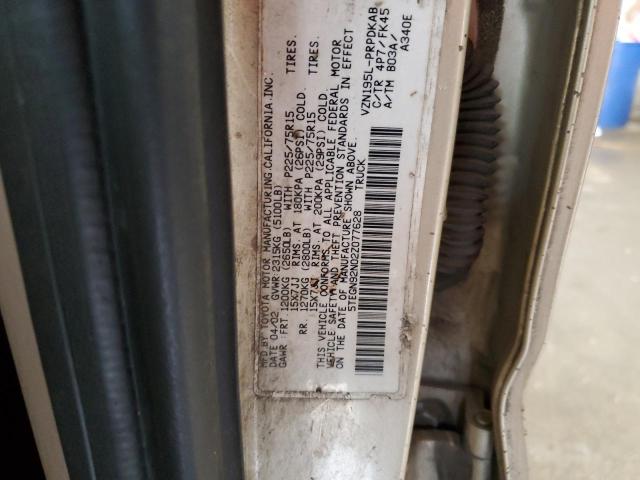 MFD BY TOYOTA MOTOR MANUFACTURING CALIFORNIA.INC.
DATE 04/02 GVWR 2315KG (5100LB)
GAWR : FRT 1200KG (2650LB) WITH P225/75R15 TIRES.
15X7JJ RIMS. AT 180KPA (26PSI) COLD.
RR. 1270KG (2800LB) WITH P225/75R15 TIRES.
15X7JJ RIMS. AT 200KPA (29PSI) COLD.
THIS VEHICLE CONFORMS TO ALL APPLICABLE FEDERAL MOTOR
VEHICLE SAFETY AND THEFT PREVENTION STANDARDS IN EFFECT
ON THE DATE OF MANUFACTURE SHOWN ABOVE.
5TEGN92N02Z077628 TRUCK
VZN195L-PRPDKAB
C/TR 4P7/FK45
A/TM B03A/
A340E